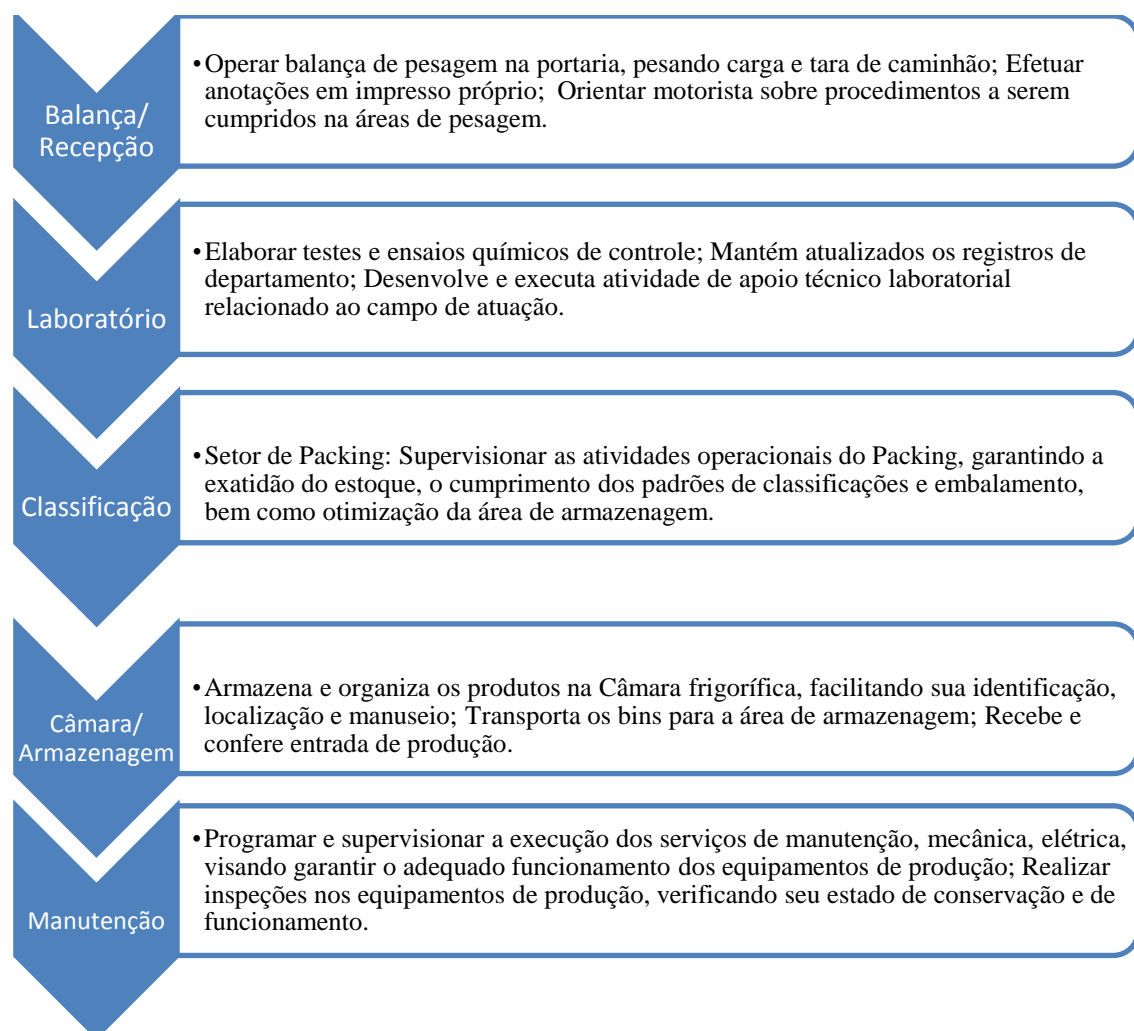 Balança/
Recepção
•Operar balança de pesagem na portaria, pesando carga e tara de caminhão; Efetuar
anotações em impresso próprio;  Orientar motorista sobre procedimentos a serem
cumpridos na áreas de pesagem.
Laboratório
•Elaborar testes e ensaios químicos de controle; Mantém atualizados os registros de
departamento; Desenvolve e executa atividade de apoio técnico laboratorial
relacionado ao campo de atuação.
Classificação
•Setor de Packing: Supervisionar as atividades operacionais do Packing, garantindo a
exatidão do estoque, o cumprimento dos padrões de classificações e embalamento,
bem como otimização da área de armazenagem.
Câmara/
Armazenagem
•Armazena e organiza os produtos na Câmara frigorífica, facilitando sua identificação,
localização e manuseio; Transporta os bins para a área de armazenagem; Recebe e
confere entrada de produção.
Manutenção
•Programar e supervisionar a execução dos serviços de manutenção, mecânica, elétrica,
visando garantir o adequado funcionamento dos equipamentos de produção; Realizar
inspeções nos equipamentos de produção, verificando seu estado de conservação e de
funcionamento.